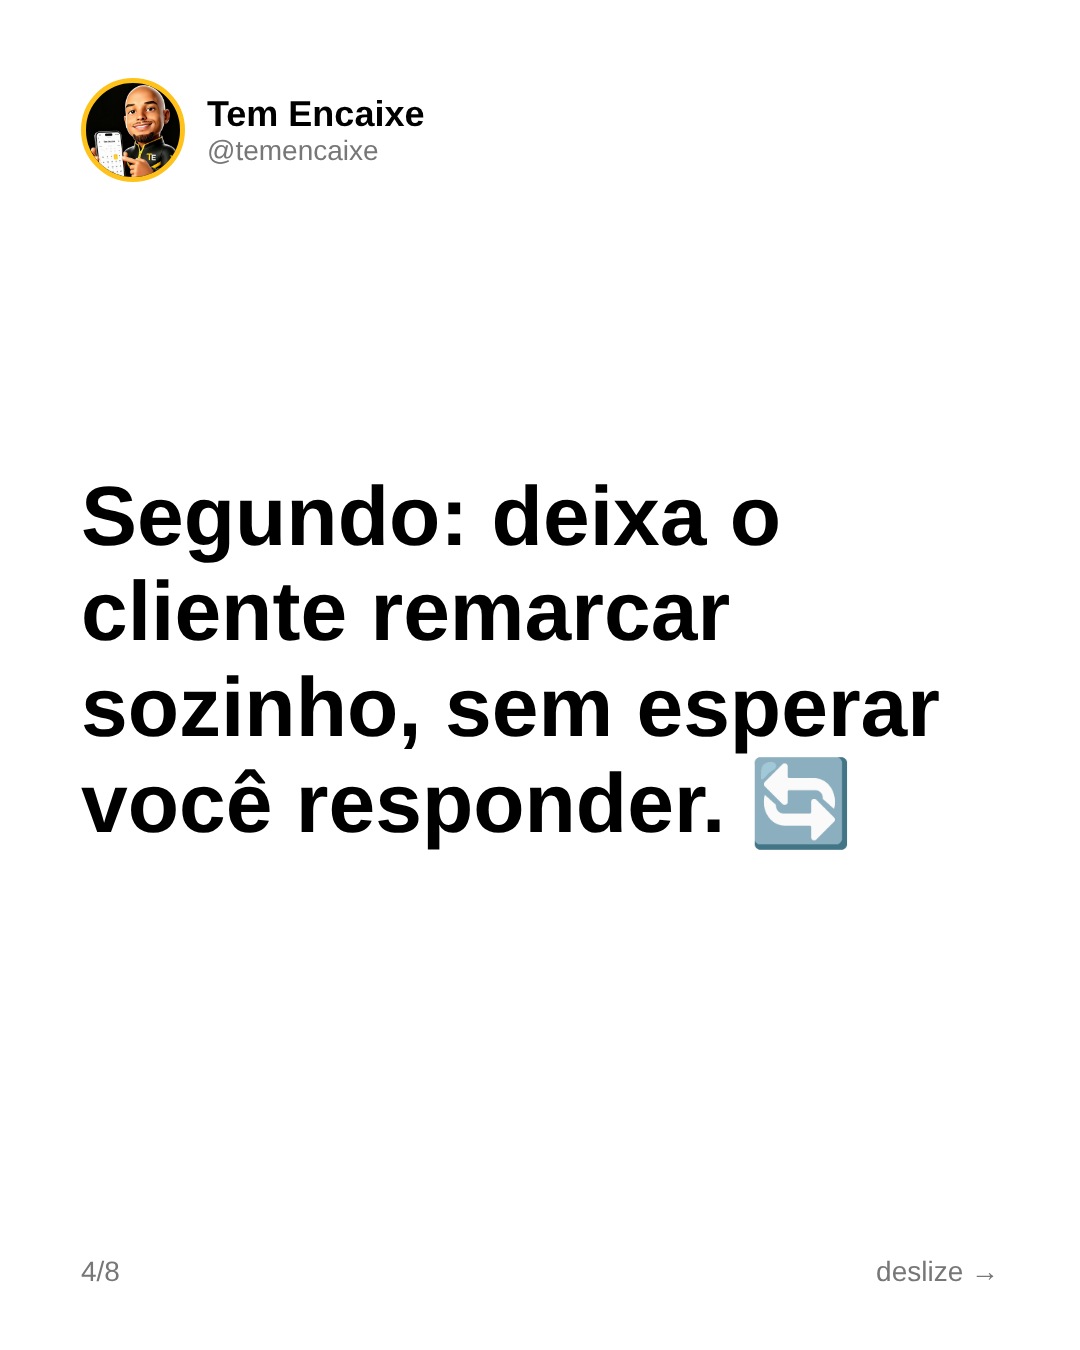 Tem Encaixe
@temencaixe
Segundo: deixa o
cliente remarcar
sozinho, sem esperar
você responder. 🔄
4/8
deslize →